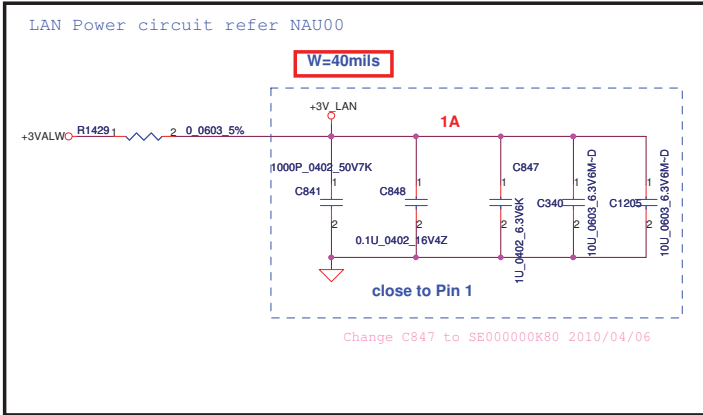 LAN Power circuit refer NAU00
W=40mils
+3V_LAN
1A
+3VALW
R1429
1
2
0_0603_5%
1000P_0402_50V7K
C841
1
2
C848
1
2
0.1U_0402_16V4Z
C847
1
2
1U_0402_6.3V6K
C340
1
2
10U_0603_6.3V6M~D
C1205
1
2
10U_0603_6.3V6M~D
close to Pin 1
Change C847 to SE000000K80 2010/04/06